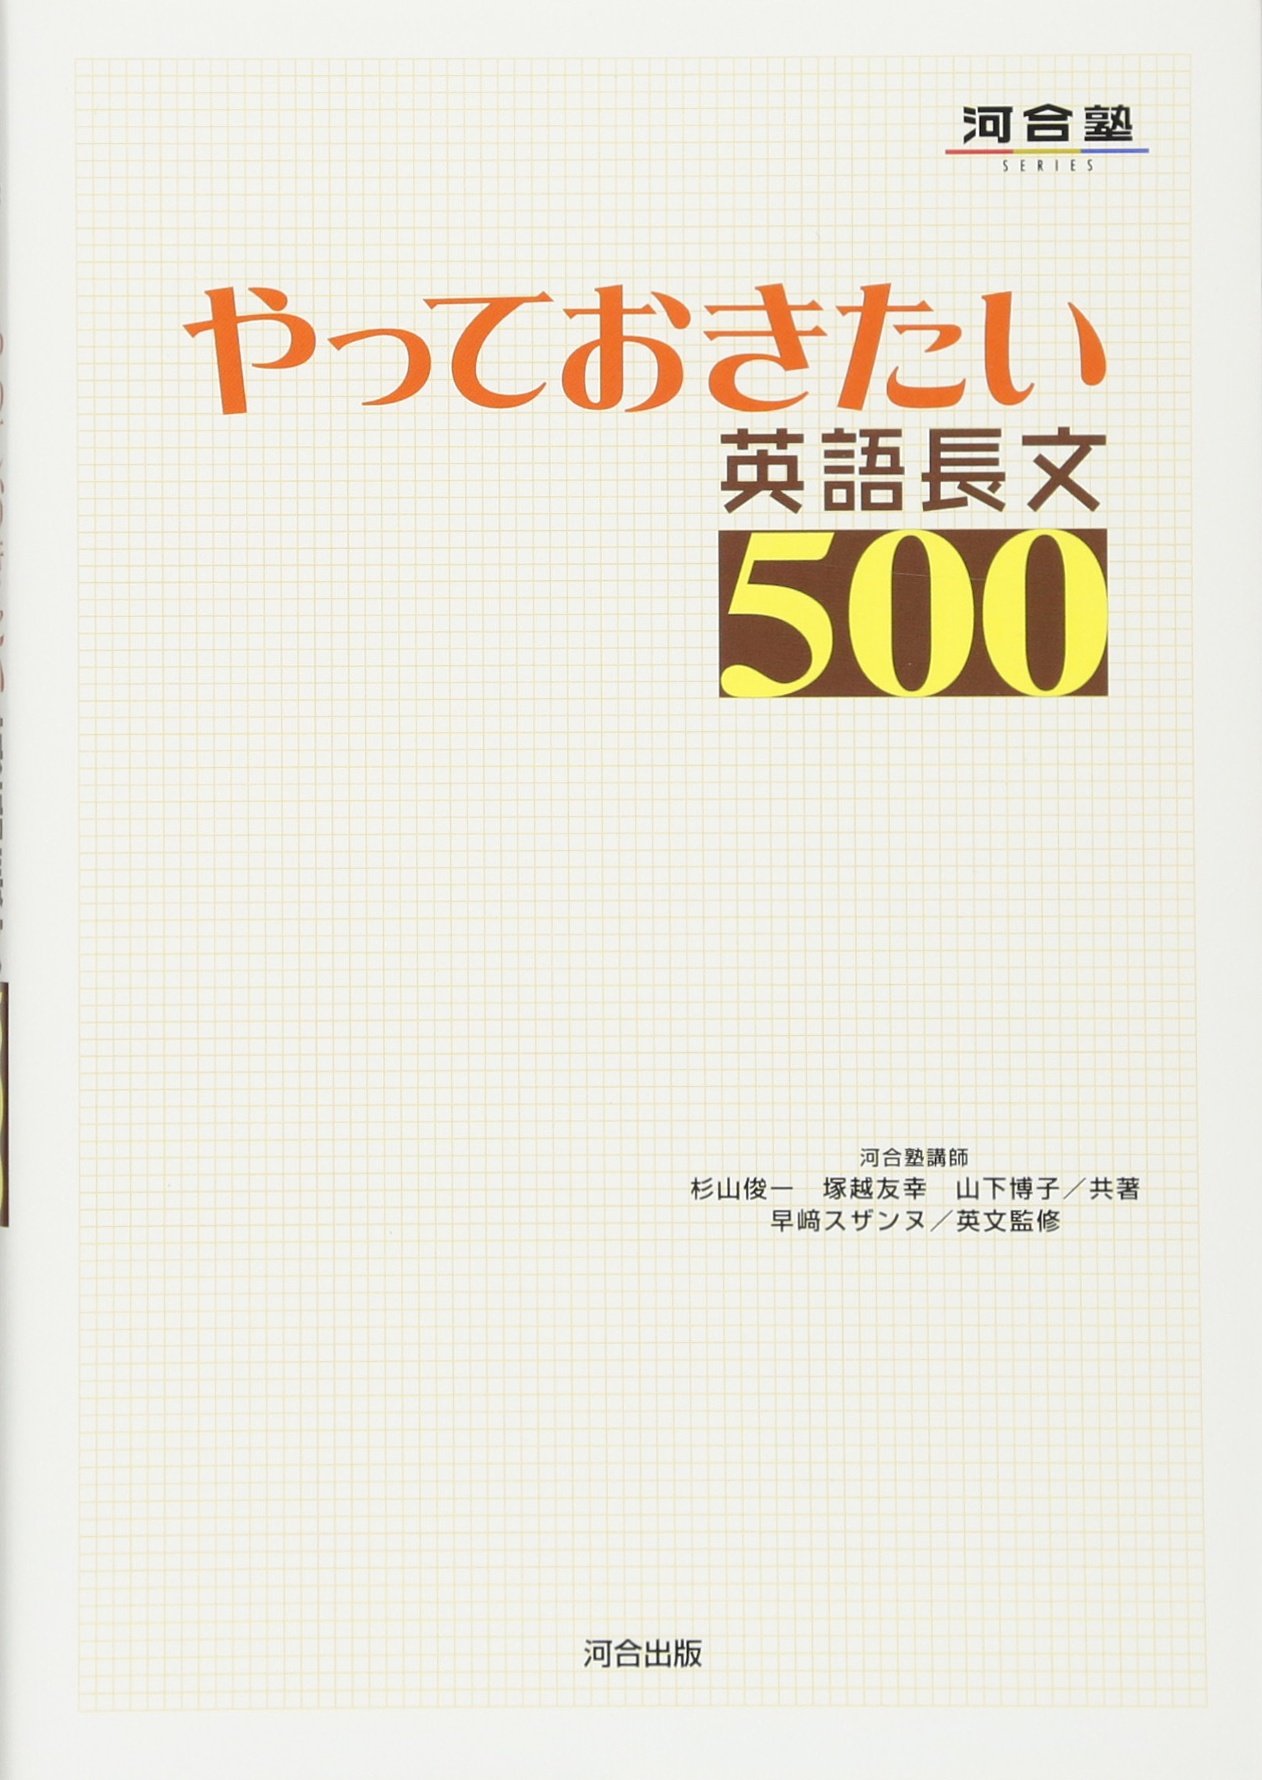 河合塾
SERIES
やっておきたい
英語長文
500
河合塾講師
杉山俊一 塚越友幸 山下博子／共著
早﨑スザンヌ／英文監修
河合出版